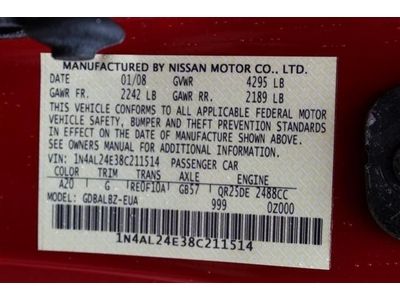 MANUFACTURED BY NISSAN MOTOR CO., LTD.
DATE 01/08 GVWR 4295 LB
GAWR FR. 2242 LB GAWR RR. 2189 LB
THIS VEHICLE CONFORMS TO ALL APPLICABLE FEDERAL MOTOR
VEHICLE SAFETY, BUMPER AND THEFT PREVENTION STANDARDS
IN EFFECT ON THE DATE OF MANUFACTURE SHOWN ABOVE.
SEE OWNERS MANUAL FOR ADDITIONAL INFORMATION
VIN: 1N4AL24E38C211514 PASSENGER CAR
COLOR TRIM TRANS AXLE ENGINE
A20 G RE0F10A GB57 QR25DE 2488CC
MODEL GDBALBZ-EUA 999 0Z000
1N4AL24E38C211514